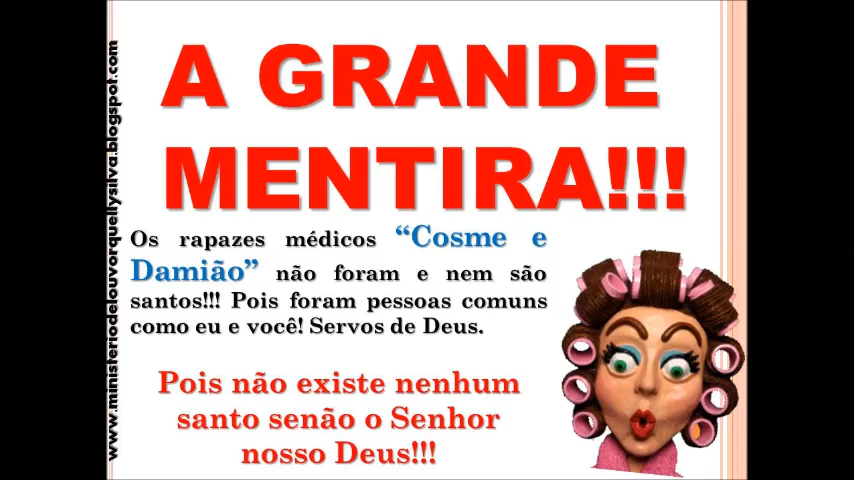 A GRANDE
MENTIRA!!!
Os rapazes médicos “Cosme e
Damião” não foram e nem são
santos!!! Pois foram pessoas comuns
como eu e você! Servos de Deus.
Pois não existe nenhum
santo senão o Senhor
nosso Deus!!!
www.ministeriodelouvorquellysilva.blogspot.com